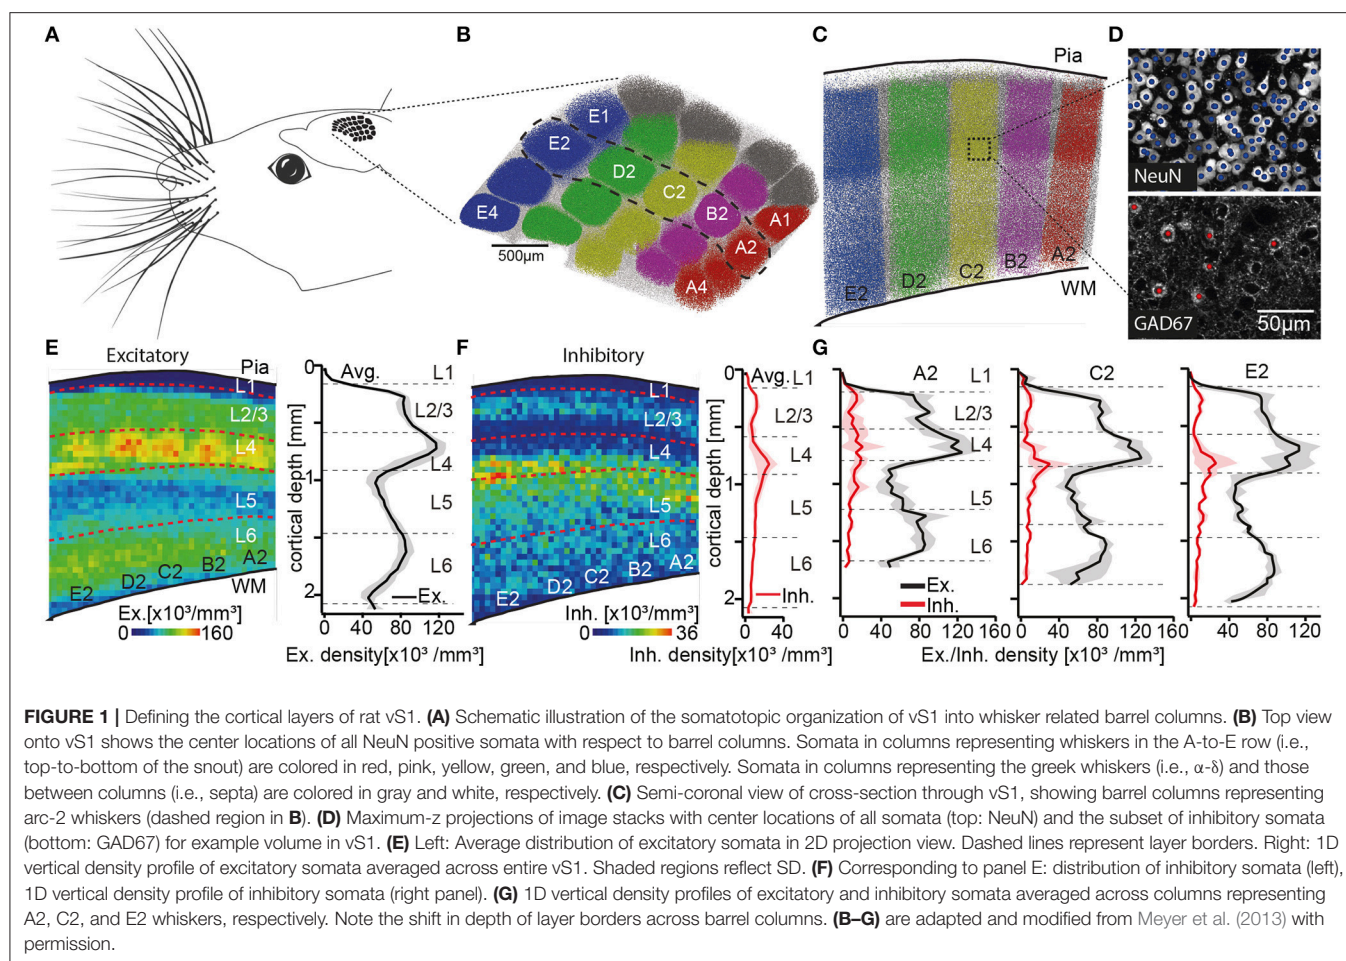 A
B
C
D
Pia
E1
E2
D2
C2
B2
A1
A2
E4
A4
500µm
E2
D2
C2
B2
A2
WM
NeuN
GAD67
50µm
E
Excitatory
Pia
L1
L2/3
L4
L5
L6
E2
D2
C2
B2
A2
WM
Ex.[x10³/mm³]
0
160
0
1
2
cortical depth [mm]
Avg.
L1
L2/3
L4
L5
L6
Ex.
0 40 80 120
Ex. density[x10³ /mm³]
F
Inhibitory
L1
L2/3
L4
L5
L6
E2
D2
C2
B2
A2
Inh.[x10³/mm³]
0
36
0
1
2
cortical depth [mm]
Avg.
L1
L2/3
L4
L5
L6
Inh.
0 40
Inh. density[x10³ /mm³]
G
A2
L1
L2/3
L4
L5
L6
Ex.
Inh.
0 40 80 120 160
C2
0 40 80 120 160
E2
0 40 80 120
Ex./Inh. density [x10³ /mm³]
FIGURE 1 | Defining the cortical layers of rat vS1. (A) Schematic illustration of the somatotopic organization of vS1 into whisker related barrel columns. (B) Top view
onto vS1 shows the center locations of all NeuN positive somata with respect to barrel columns. Somata in columns representing whiskers in the A-to-E row (i.e.,
top-to-bottom of the snout) are colored in red, pink, yellow, green, and blue, respectively. Somata in columns representing the greek whiskers (i.e., α-δ) and those
between columns (i.e., septa) are colored in gray and white, respectively. (C) Semi-coronal view of cross-section through vS1, showing barrel columns representing
arc-2 whiskers (dashed region in B). (D) Maximum-z projections of image stacks with center locations of all somata (top: NeuN) and the subset of inhibitory somata
(bottom: GAD67) for example volume in vS1. (E) Left: Average distribution of excitatory somata in 2D projection view. Dashed lines represent layer borders. Right: 1D
vertical density profile of excitatory somata averaged across entire vS1. Shaded regions reflect SD. (F) Corresponding to panel E: distribution of inhibitory somata (left),
1D vertical density profile of inhibitory somata (right panel). (G) 1D vertical density profiles of excitatory and inhibitory somata averaged across columns representing
A2, C2, and E2 whiskers, respectively. Note the shift in depth of layer borders across barrel columns. (B–G) are adapted and modified from Meyer et al. (2013) with
permission.